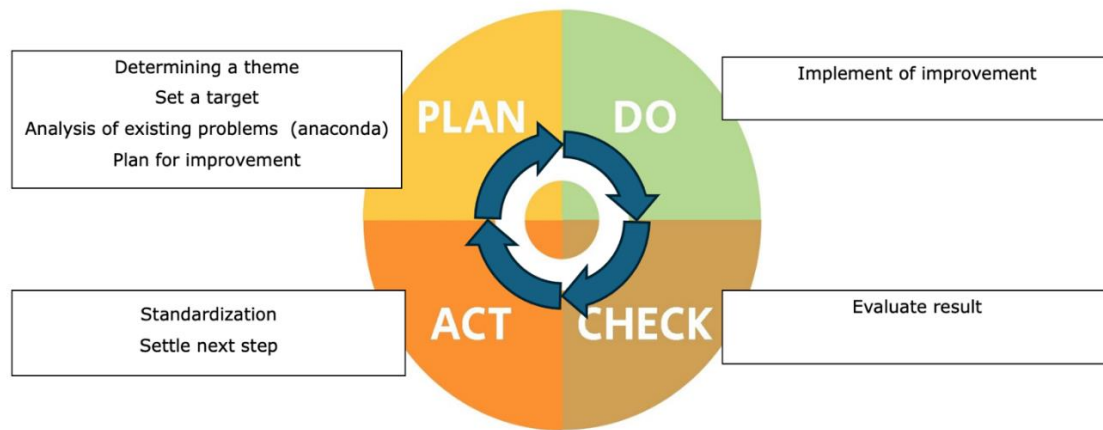 Determining a theme
Set a target
Analysis of existing problems (anaconda)
Plan for improvement
PLAN
DO
Implement of improvement
Standardization
Settle next step
ACT
CHECK
Evaluate result